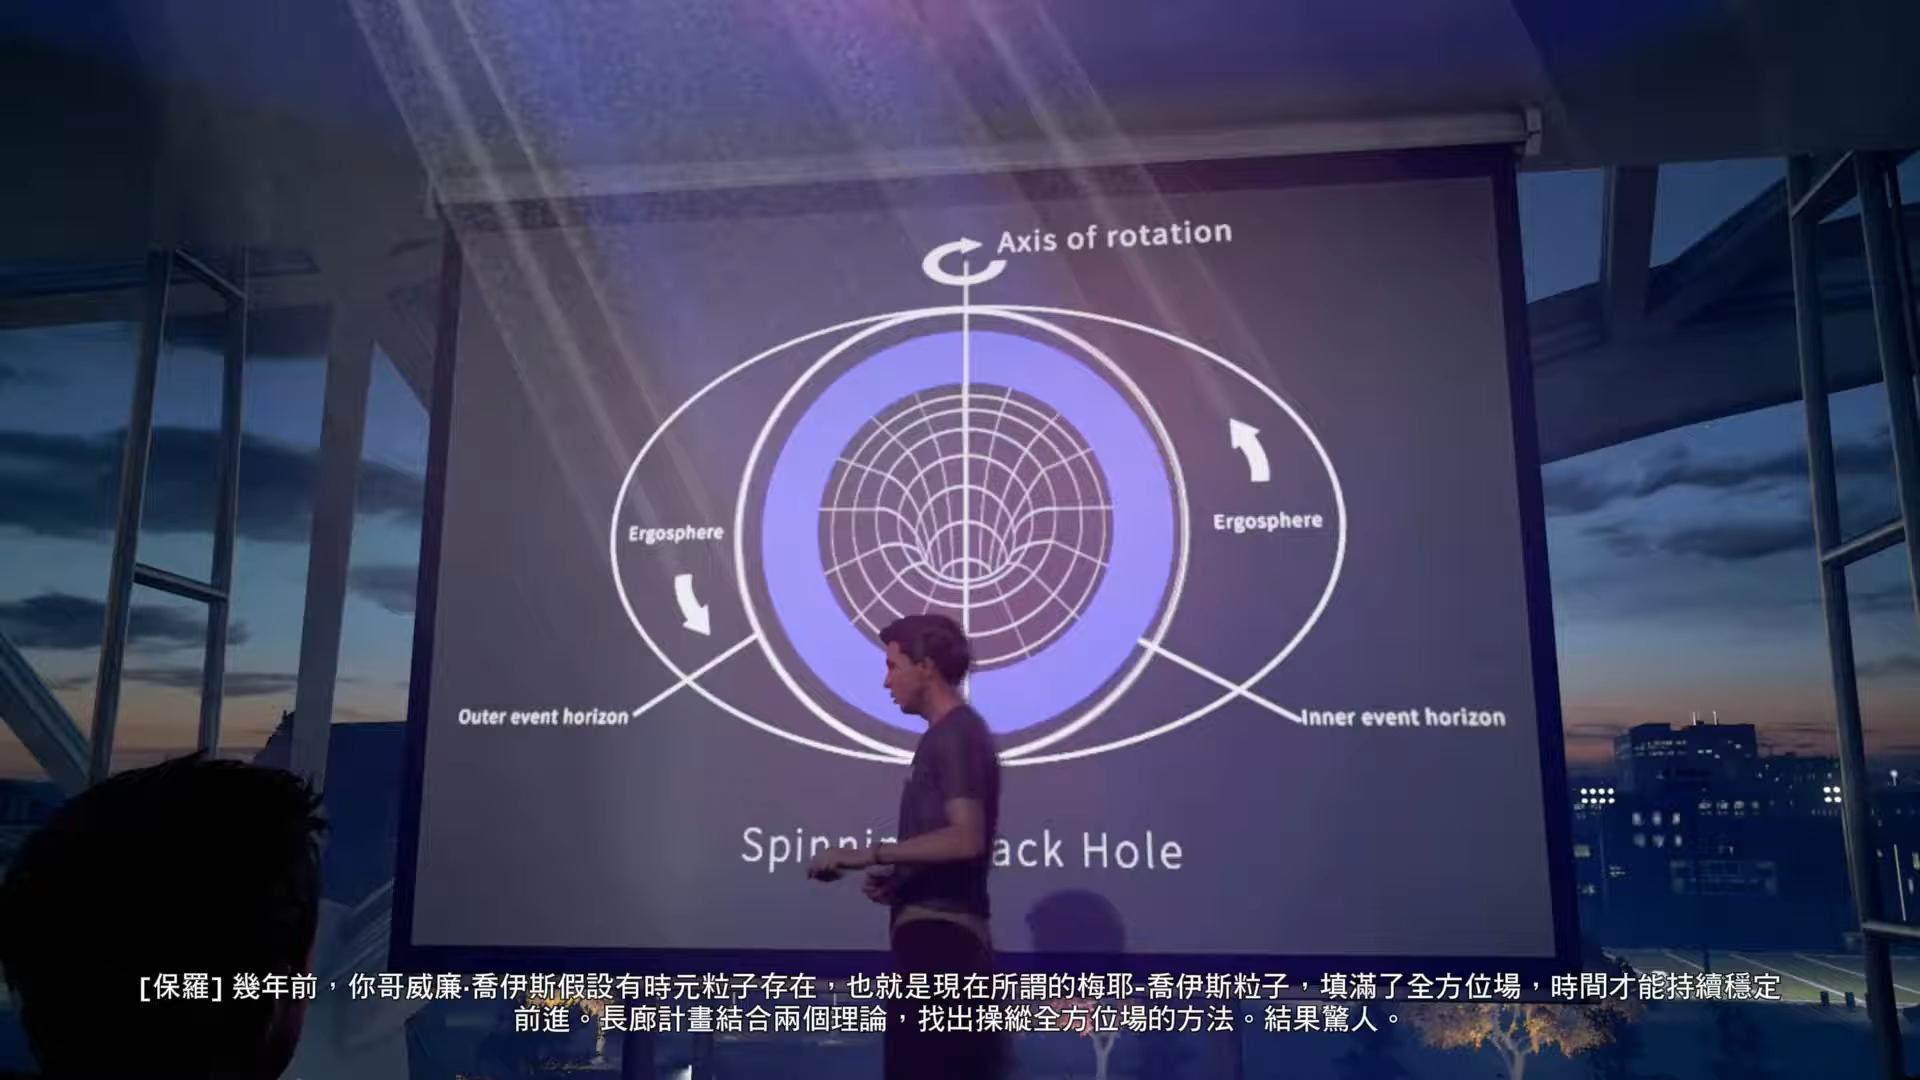 Axis of rotation
Ergosphere
Ergosphere
Outer event horizon
Inner event horizon
Hole
[保羅] 幾年前，你哥威廉·喬伊斯假設有時元粒子存在，也就是現在所謂的梅耶-喬伊斯粒子，填滿了全方位場，時間才能持續穩定
前進。長廊計畫結合兩個理論，找出操縱全方位場的方法。結果驚人。